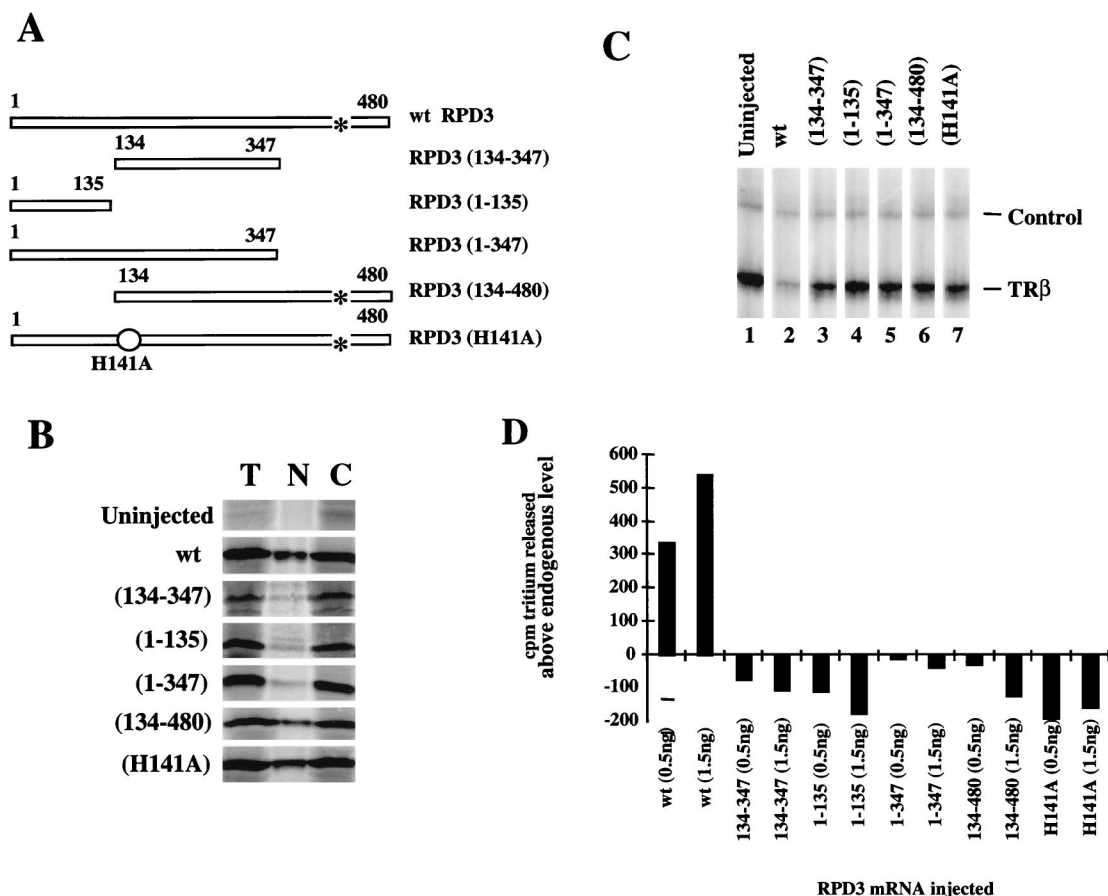 A
1 480
* wt RPD3
134 347
RPD3 (134-347)
1 135
RPD3 (1-135)
1 347
RPD3 (1-347)
134 480
* RPD3 (134-480)
1 480
* RPD3 (H141A)
H141A
B
T N C
Uninjected
wt
(134-347)
(1-135)
(1-347)
(134-480)
(H141A)
C
Uninjected
wt
(134-347)
(1-135)
(1-347)
(134-480)
(H141A)
Control
TRβ
1 2 3 4 5 6 7
D
cpm tritium released
above endogenous level
600
500
400
300
200
100
0
-100
-200
wt (0.5ng)
wt (1.5ng)
134-347 (0.5ng)
134-347 (1.5ng)
1-135 (0.5ng)
1-135 (1.5ng)
1-347 (0.5ng)
1-347 (1.5ng)
134-480 (0.5ng)
134-480 (1.5ng)
H141A (0.5ng)
H141A (1.5ng)
RPD3 mRNA injected